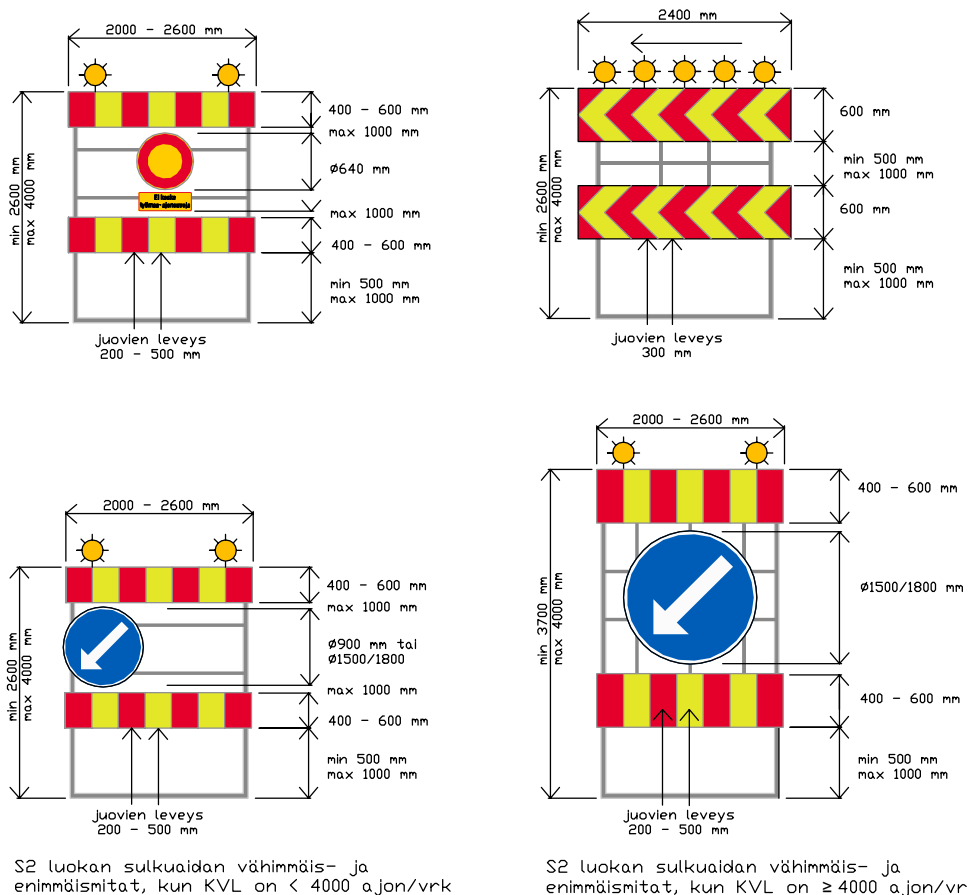 2000 - 2600 mm
400 - 600 mm
max 1000 mm
Ø640 mm
max 1000 mm
400 - 600 mm
min 500 mm
max 1000 mm
min 2600 mm
max 4000 mm
Ei koske
työmaa-ajoneuvoja
juovien leveys
200 - 500 mm
2400 mm
600 mm
min 500 mm
max 1000 mm
600 mm
min 500 mm
max 1000 mm
min 2600 mm
max 4000 mm
juovien leveys
300 mm
2000 - 2600 mm
400 - 600 mm
max 1000 mm
Ø900 mm tai
Ø1500/1800
max 1000 mm
400 - 600 mm
min 500 mm
max 1000 mm
min 2600 mm
max 4000 mm
juovien leveys
200 - 500 mm
S2 luokan sulkuaidan vähimmäis- ja
enimmäismitat, kun KVL on < 4000 ajon/vrk
2000 - 2600 mm
400 - 600 mm
Ø1500/1800 mm
400 - 600 mm
min 500 mm
max 1000 mm
min 3700 mm
max 4000 mm
juovien leveys
200 - 500 mm
S2 luokan sulkuaidan vähimmäis- ja
enimmäismitat, kun KVL on ≥ 4000 ajon/vr